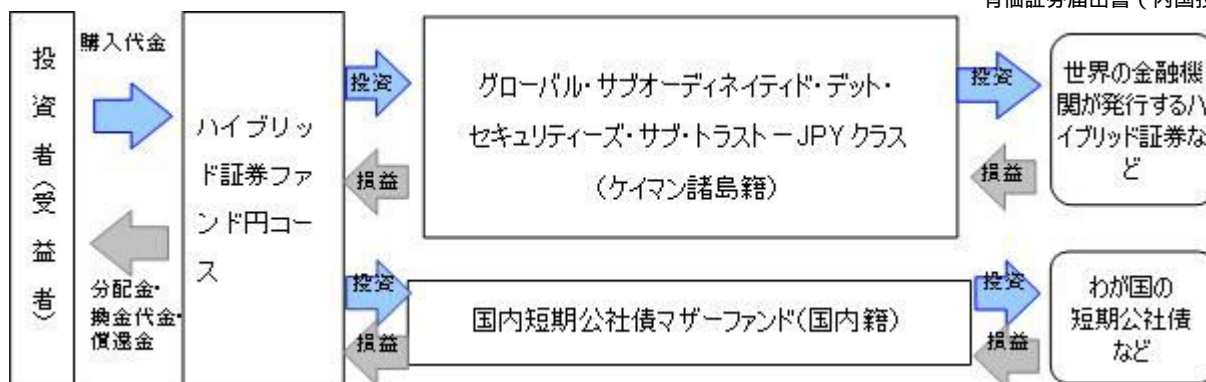 有価証券届出書(内国投
投資者(受益者)
購入代金
分配金・
換金代金・
償還金
ハイブリッ
ド証券ファ
ンド円コー
ス
投資
損益
グローバル・サブオーディネイティド・デット・
セキュリティーズ・サブ・トラスト－JPYクラス
(ケイマン諸島籍)
投資
損益
世界の金融機
関が発行するハ
イブリッド証券な
ど
投資
損益
国内短期公社債マザーファンド(国内籍)
投資
損益
わが国の
短期公社債
など